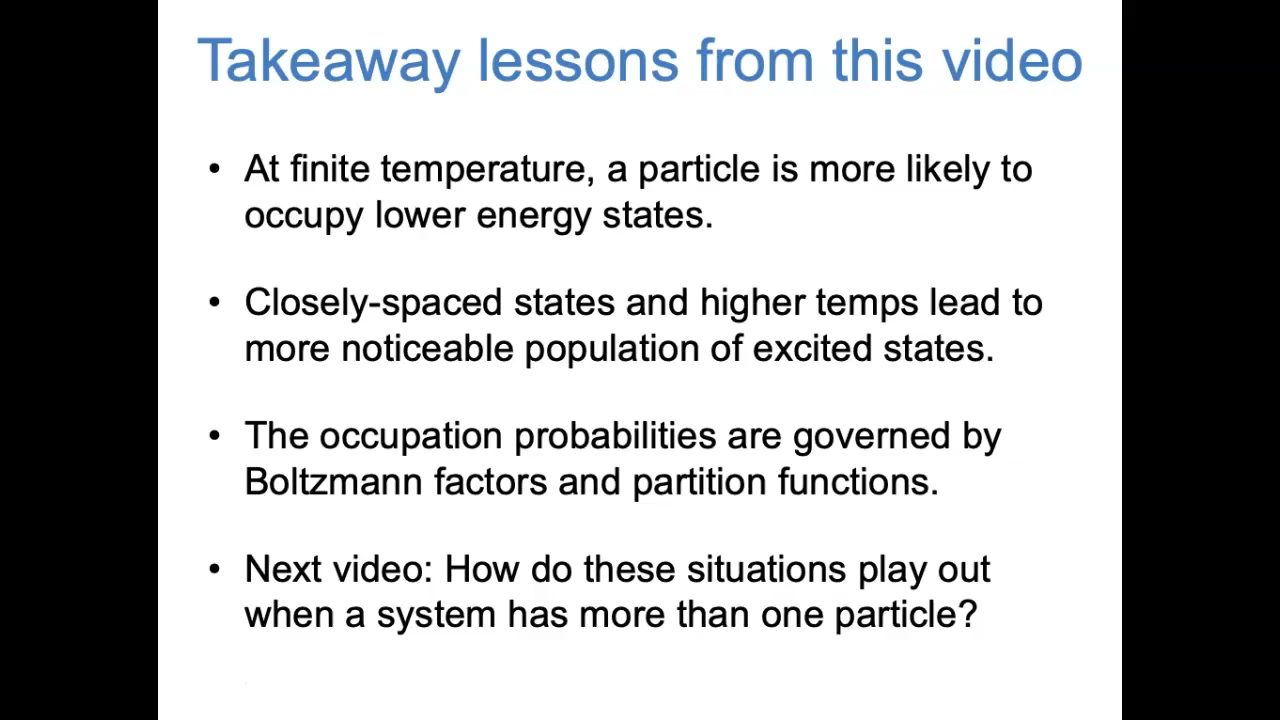 Takeaway lessons from this video
• At finite temperature, a particle is more likely to
occupy lower energy states.
• Closely-spaced states and higher temps lead to
more noticeable population of excited states.
• The occupation probabilities are governed by
Boltzmann factors and partition functions.
• Next video: How do these situations play out
when a system has more than one particle?